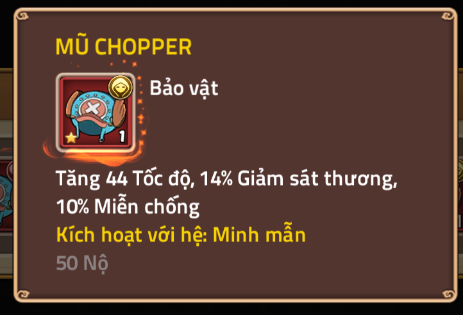 MŨ CHOPPER
Bảo vật
1
Tăng 44 Tốc độ, 14% Giảm sát thương,
10% Miễn chống
Kích hoạt với hệ: Minh mẫn
50 Nộ